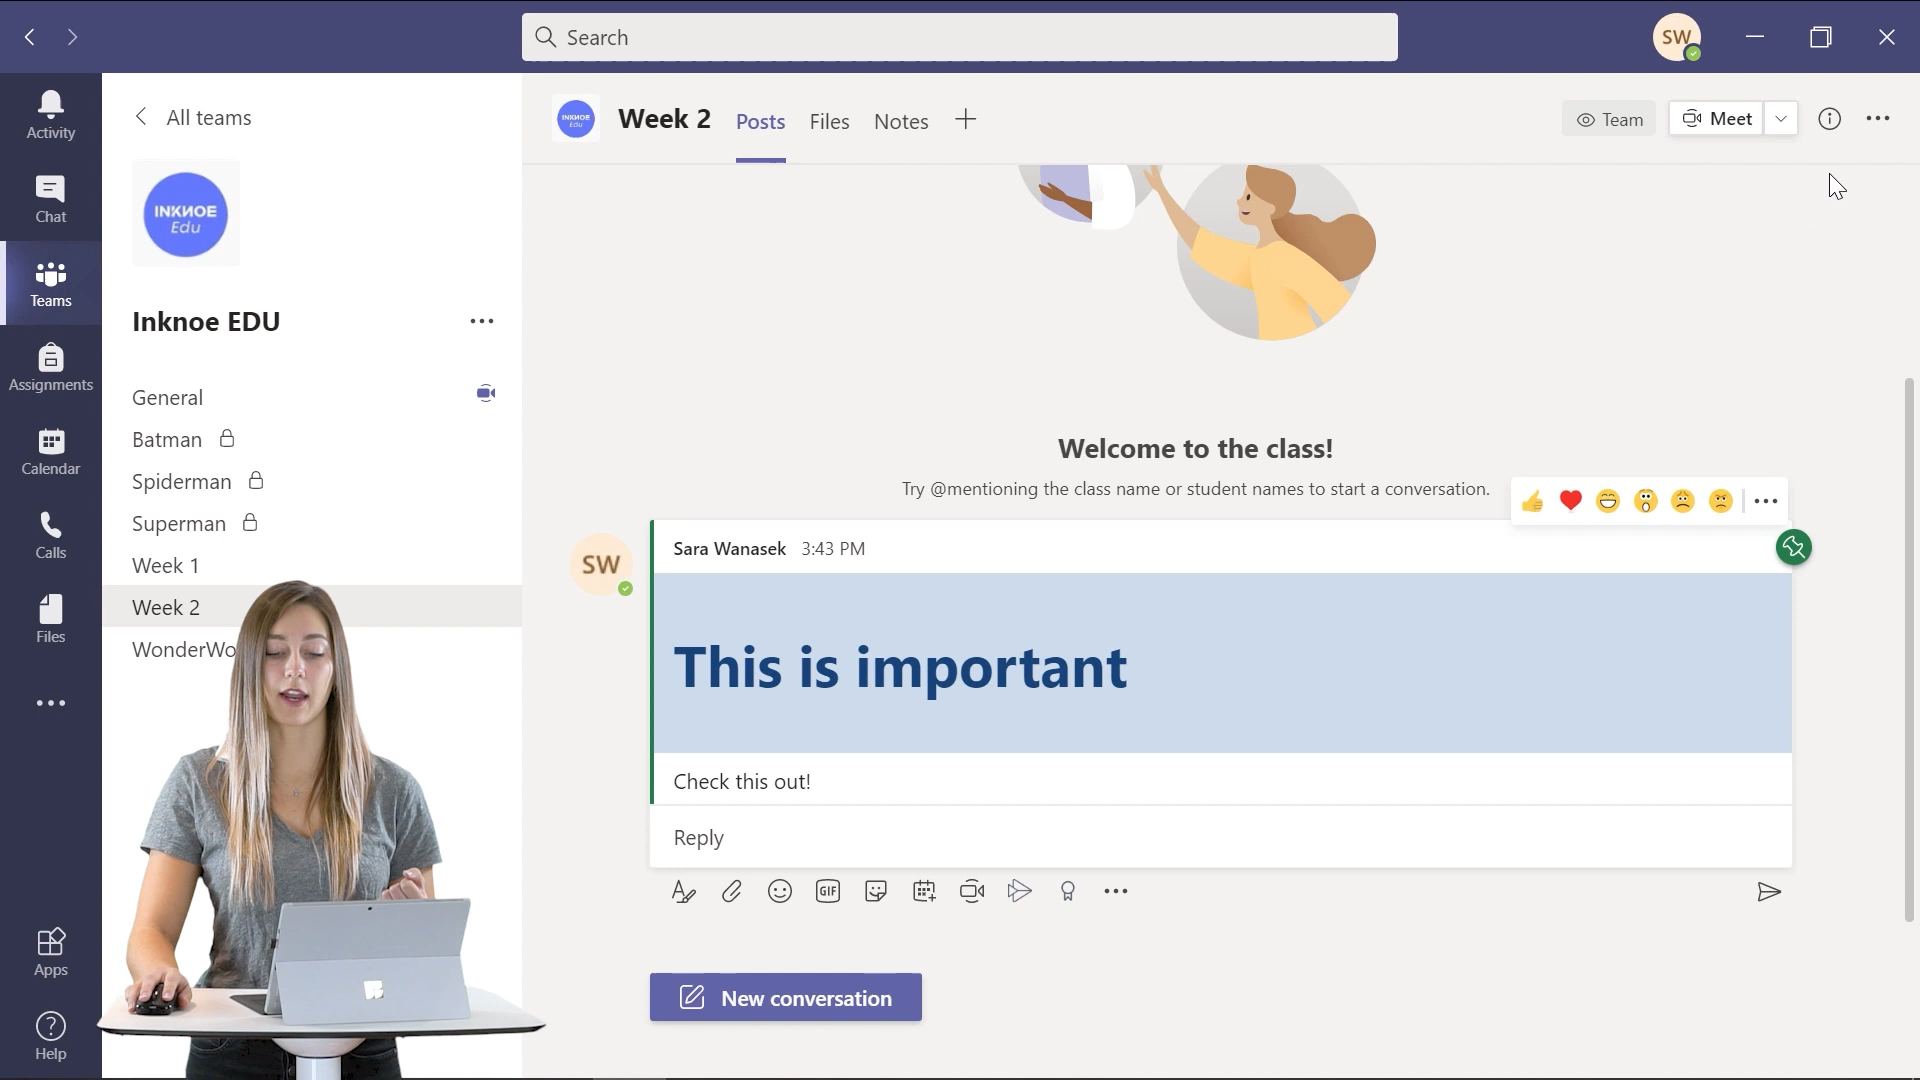 Search
SW
Activity
Chat
Teams
Assignments
Calendar
Calls
Files
Apps
Help
All teams
INKNOE
Edu
Inknoe EDU
General
Batman
Spiderman
Superman
Week 1
Week 2
WonderWo
INKNOE
Edu
Week 2
Posts
Files
Notes
Team
Meet
Welcome to the class!
Try @mentioning the class name or student names to start a conversation.
SW
Sara Wanasek 3:43 PM
This is important
Check this out!
Reply
GIF
New conversation